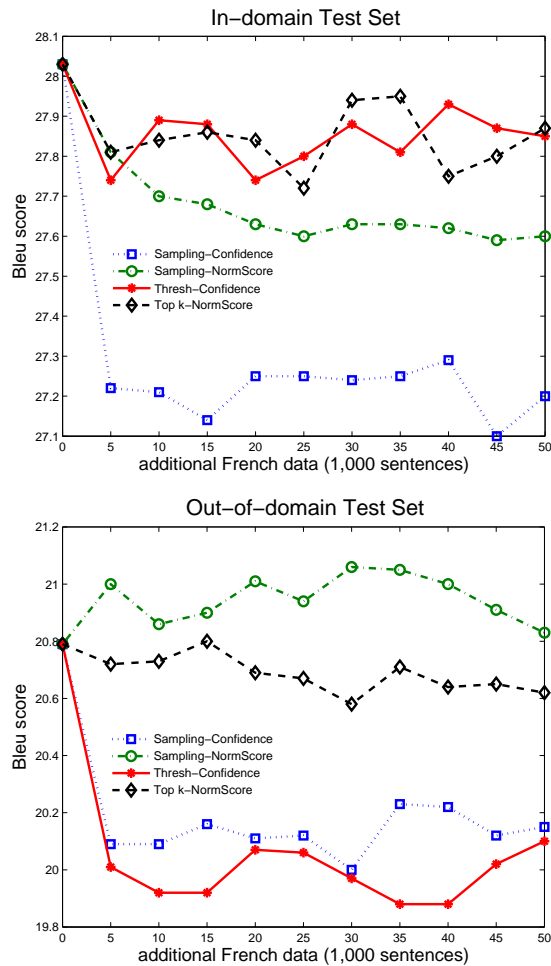 In-domain Test Set
28.1
28
27.9
27.8
27.7
27.6
27.5
27.4
27.3
27.2
27.1
Bleu score
Sampling-Confidence
Sampling-NormScore
Thresh-Confidence
Top k-NormScore
0 5 10 15 20 25 30 35 40 45 50
additional French data (1,000 sentences)
Out-of-domain Test Set
21.2
21
20.8
20.6
20.4
20.2
20
19.8
Bleu score
Sampling-Confidence
Sampling-NormScore
Thresh-Confidence
Top k-NormScore
0 5 10 15 20 25 30 35 40 45 50
additional French data (1,000 sentences)